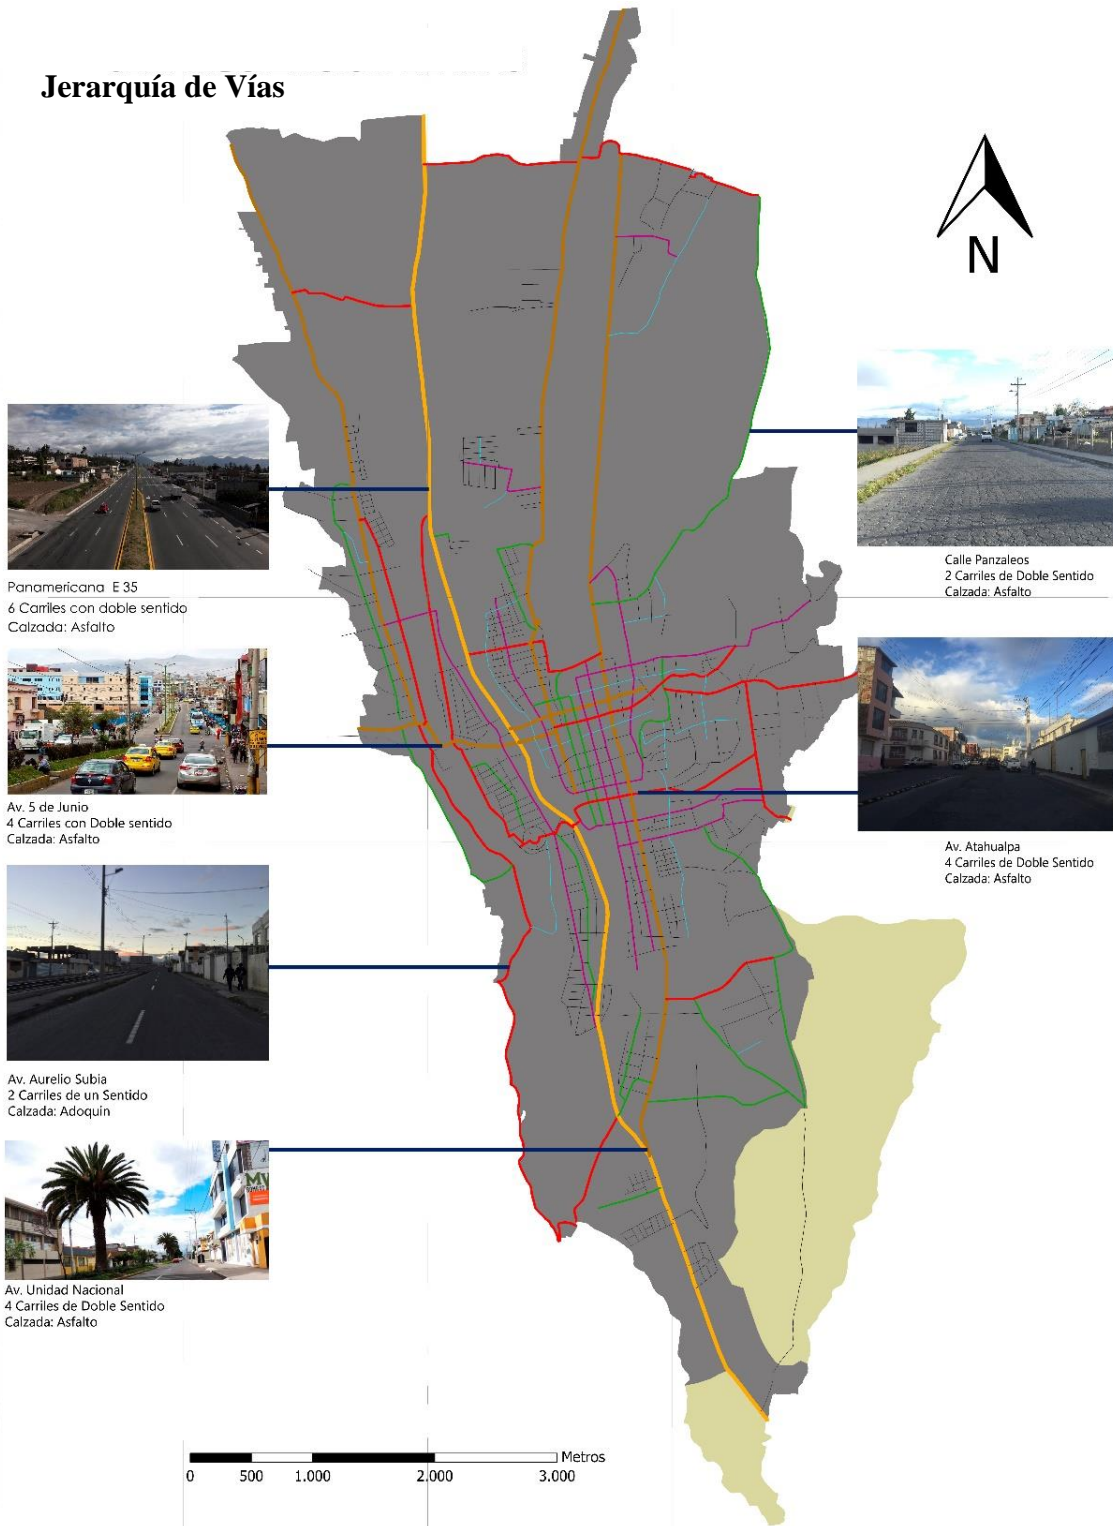 Jerarquía de Vías
N
Panamericana E 35
6 Carriles con doble sentido
Calzada: Asfalto
Av. 5 de Junio
4 Carriles con Doble sentido
Calzada: Asfalto
Av. Aurelio Subia
2 Carriles de un Sentido
Calzada: Adoquin
Av. Unidad Nacional
4 Carriles de Doble Sentido
Calzada: Asfalto
Calle Panzaleos
2 Carriles de Doble Sentido
Calzada: Asfalto
Av. Atahualpa
4 Carriles de Doble Sentido
Calzada: Asfalto
Metros
0 500 1.000 2.000 3.000